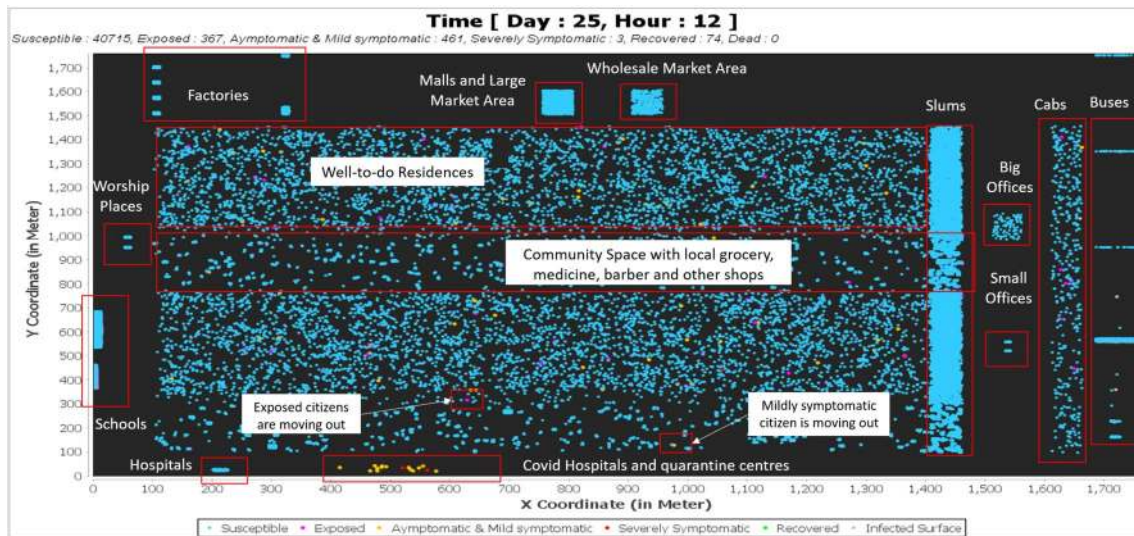 Time [ Day : 25, Hour : 12 ]
Susceptible : 40715, Exposed : 367, Aymptomatic & Mild symptomatic : 461, Severely Symptomatic : 3, Recovered : 74, Dead : 0
Factories
Malls and Large
Market Area
Wholesale Market Area
Slums
Cabs
Buses
Well-to-do Residences
Worship
Places
Big
Offices
Community Space with local grocery,
medicine, barber and other shops
Small
Offices
Exposed citizens
are moving out
Mildly symptomatic
citizen is moving out
Schools
Hospitals
Covid Hospitals and quarantine centres
Y Coordinate (in Meter)
1,700
1,600
1,500
1,400
1,300
1,200
1,100
1,000
900
800
700
600
500
400
300
200
100
0
0 100 200 300 400 500 600 700 800 900 1,000 1,100 1,200 1,300 1,400 1,500 1,600 1,700
X Coordinate (in Meter)
Susceptible Exposed Aymptomatic & Mild symptomatic Severely Symptomatic Recovered Infected Surface